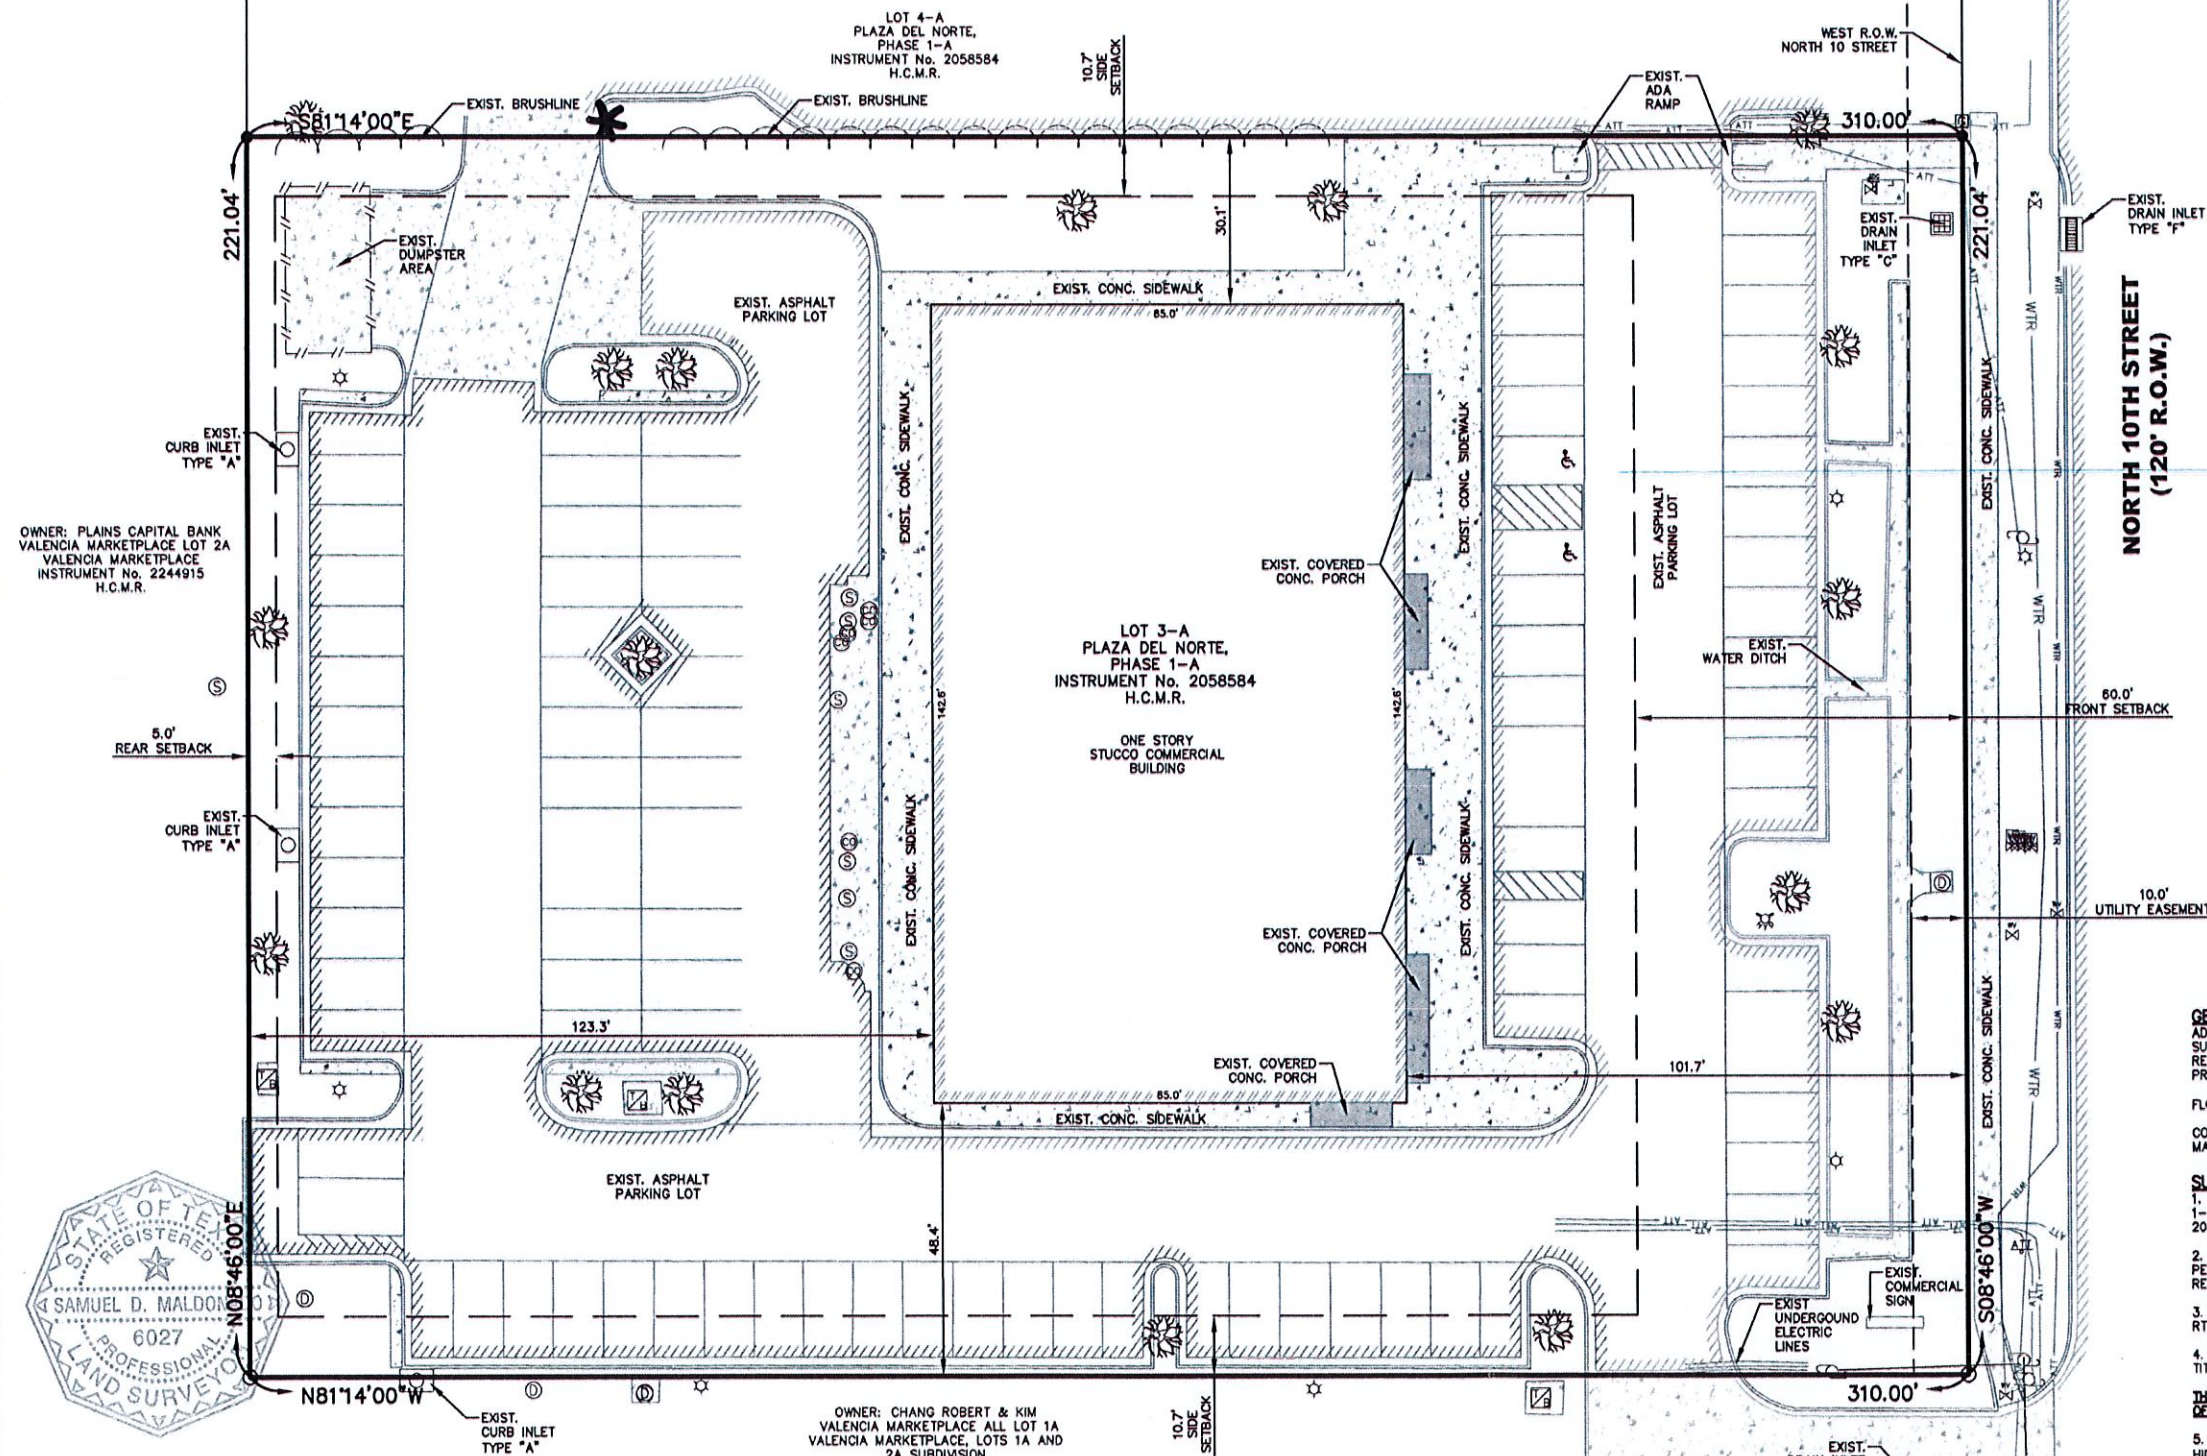 LOT 4-A
PLAZA DEL NORTE,
PHASE 1-A
INSTRUMENT No. 2058584
H.C.M.R.
10.7'
SIDE
SETBACK
WEST R.O.W.
NORTH 10 STREET
EXIST.
ADA
RAMP
EXIST. BRUSHLINE
EXIST. BRUSHLINE
S81°14'00"E
310.00'
221.04'
221.04'
EXIST.
DUMPSTER
AREA
EXIST. ASPHALT
PARKING LOT
30.1'
EXIST. CONC. SIDEWALK
85.0'
EXIST.
DRAIN
INLET
TYPE "C"
EXIST.
DRAIN INLET
TYPE "F"
NORTH 10TH STREET
(120' R.O.W.)
EXIST.
CURB INLET
TYPE "A"
EXIST. CONC. SIDEWALK
EXIST. CONC. SIDEWALK
EXIST. CONC. SIDEWALK
EXIST. ASPHALT
PARKING LOT
OWNER: PLAINS CAPITAL BANK
VALENCIA MARKETPLACE LOT 2A
VALENCIA MARKETPLACE
INSTRUMENT No. 2244915
H.C.M.R.
EXIST. COVERED
CONC. PORCH
LOT 3-A
PLAZA DEL NORTE,
PHASE 1-A
INSTRUMENT No. 2058584
H.C.M.R.
ONE STORY
STUCCO COMMERCIAL
BUILDING
142.6'
142.6'
EXIST.
WATER DITCH
60.0'
FRONT SETBACK
5.0'
REAR SETBACK
EXIST.
CURB INLET
TYPE "A"
EXIST. CONC. SIDEWALK
EXIST. CONC. SIDEWALK
EXIST. COVERED
CONC. PORCH
10.0'
UTILITY EASEMENT
123.3'
EXIST. COVERED
CONC. PORCH
101.7'
EXIST. CONC. SIDEWALK
85.0'
EXIST. CONC. SIDEWALK
EXIST. ASPHALT
PARKING LOT
48.4'
STATE OF TEX
REGISTERED
SAMUEL D. MALDON
6027
PROFESSIONAL
LAND SURVEYO
N08°46'00"E
S08°46'00"W
EXIST.
COMMERCIAL
SIGN
EXIST
UNDERGOUND
ELECTRIC
LINES
N81°14'00"W
310.00'
EXIST.
CURB INLET
TYPE "A"
OWNER: CHANG ROBERT & KIM
VALENCIA MARKETPLACE ALL LOT 1A
VALENCIA MARKETPLACE, LOTS 1A AND
2A SUBDIVISION
10.7'
SIDE
SETBACK
EXIST.